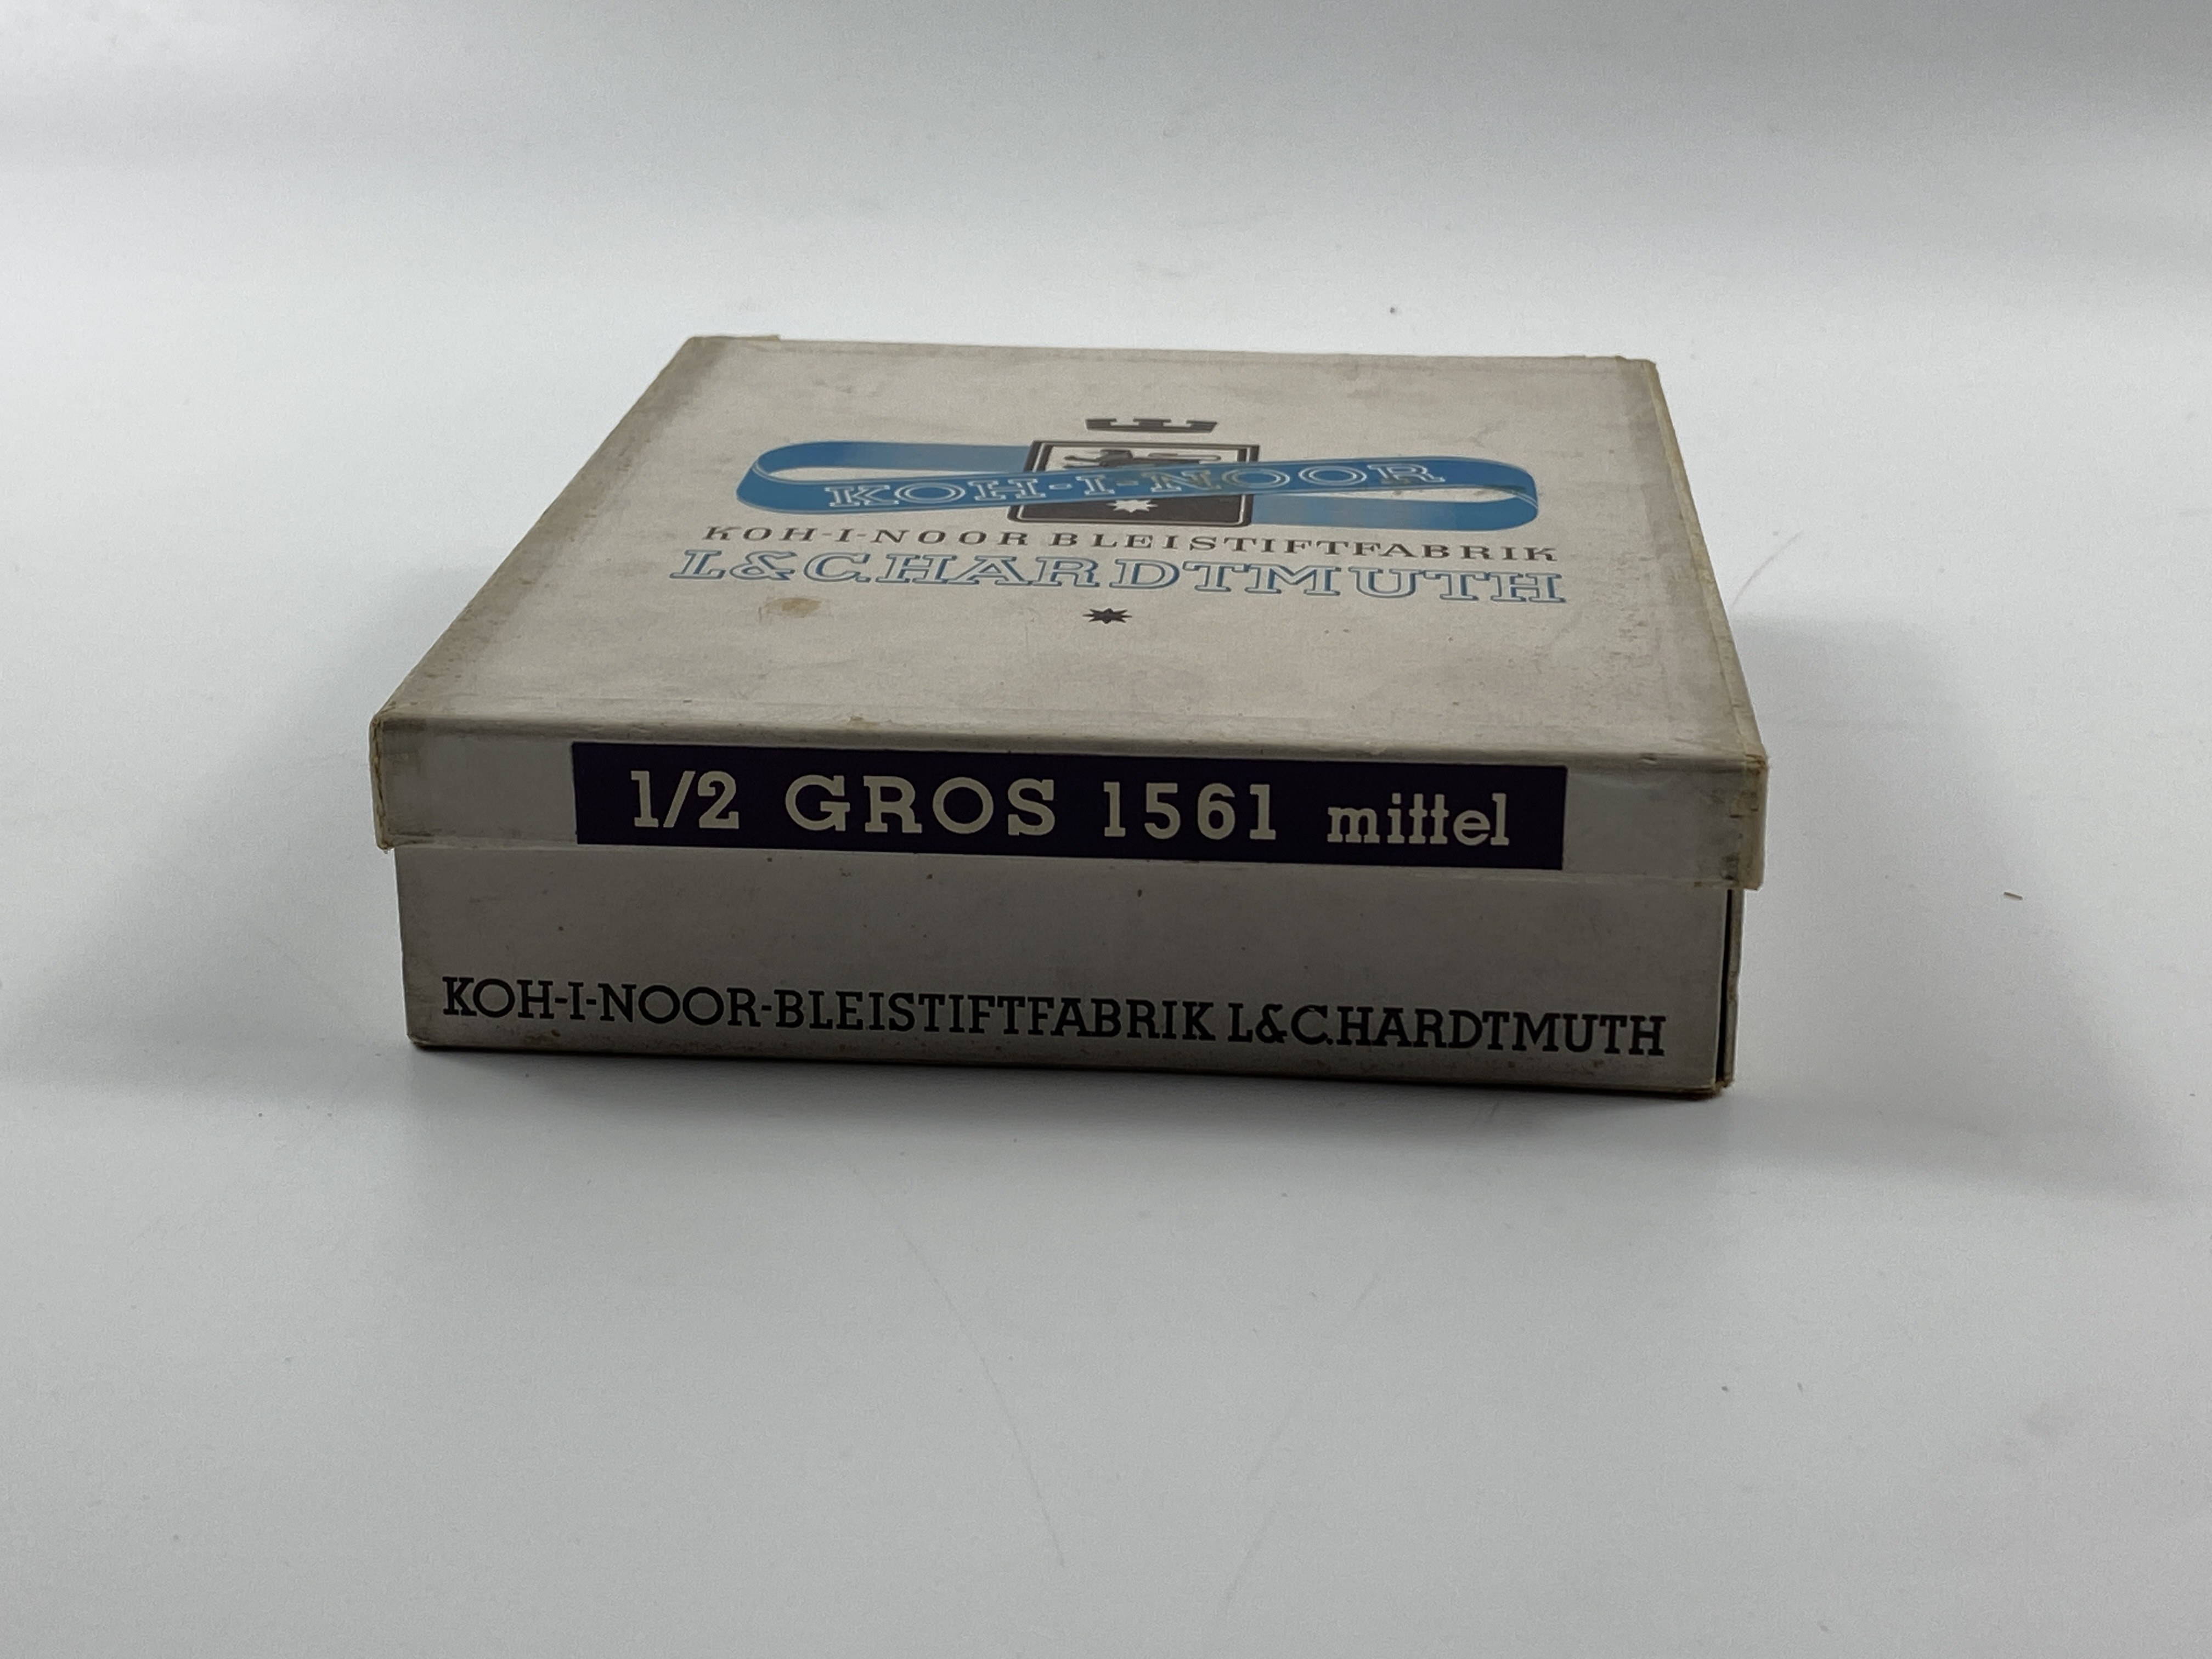 KOH-I-NOOR
KOH-I-NOOR BLEISTIFTFABRIK
L&C.HARDTMUTH
1/2 GROS 1561 mittel
KOH-I-NOOR-BLEISTIFTFABRIK L&C.HARDTMUTH